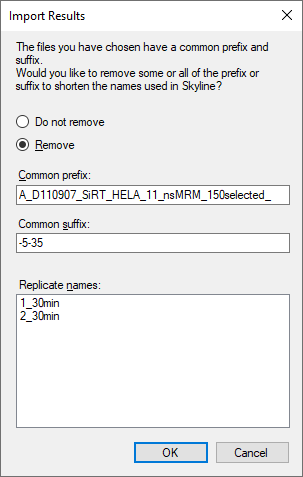 Import Results
The files you have chosen have a common prefix and
suffix.
Would you like to remove some or all of the prefix or
suffix to shorten the names used in Skyline?
Do not remove
Remove
Common prefix:
A_D110907_SiRT_HELA_11_nsMRM_150selected_
Common suffix:
-5-35
Replicate names:
1_30min
2_30min
OK Cancel